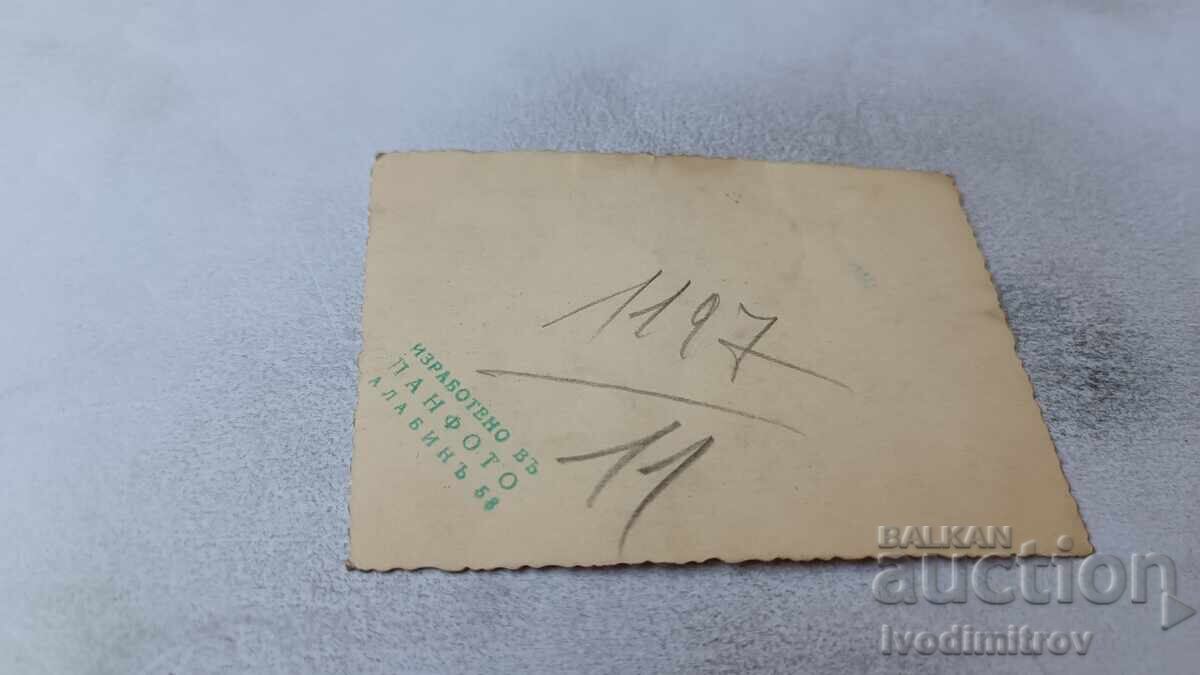 1197
11
ИЗРАБОТЕНО ВЪ
ПАНФОТО
АЛАБИНЪ 58
BALKAN
auction
Ivodimitrov